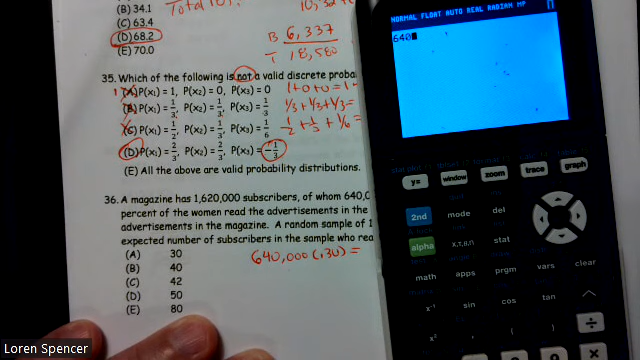 (B) 34.1
(C) 63.4
(D) 68.2
(E) 70.0
B 6,337
T 18,580
35. Which of the following is not a valid discrete proba
(A) P(x₁) = 1, P(x₂) = 0, P(x₃) = 0 1+0+0=1
(B) P(x₁) = 1/3, P(x₂) = 1/3, P(x₃) = 1/3 1/3+1/3+1/3=
(C) P(x₁) = 1/2, P(x₂) = 1/3, P(x₃) = 1/6 1/2+1/3+1/6=
(D) P(x₁) = 2/3, P(x₂) = 2/3, P(x₃) = -1/3
(E) All the above are valid probability distributions.
36. A magazine has 1,620,000 subscribers, of whom 640,0
percent of the women read the advertisements in the
advertisements in the magazine. A random sample of 1
expected number of subscribers in the sample who rea
(A) 30 640,000(.30) =
(B) 40
(C) 42
(D) 50
(E) 80
NORMAL FLOAT AUTO REAL RADIAN MP
640
y= window zoom trace graph
2nd mode del
alpha X,T,θ,n stat
math apps prgm vars clear
x⁻¹ sin cos tan
x² , ( ) ÷
Loren Spencer